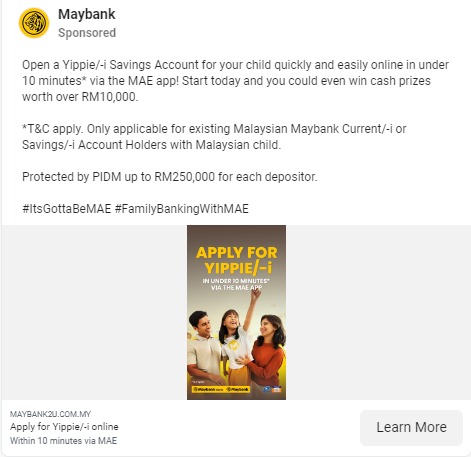 Maybank
Sponsored
Open a Yippie/-i Savings Account for your child quickly and easily online in under
10 minutes* via the MAE app! Start today and you could even win cash prizes
worth over RM10,000.
*T&C apply. Only applicable for existing Malaysian Maybank Current/-i or
Savings/-i Account Holders with Malaysian child.
Protected by PIDM up to RM250,000 for each depositor.
#ItsGottaBeMAE #FamilyBankingWithMAE
APPLY FOR
YIPPIE/-i
IN UNDER 10 MINUTES*
VIA THE MAE APP
Maybank
Maybank
MAYBANK2U.COM.MY
Apply for Yippie/-i online
Within 10 minutes via MAE
Learn More